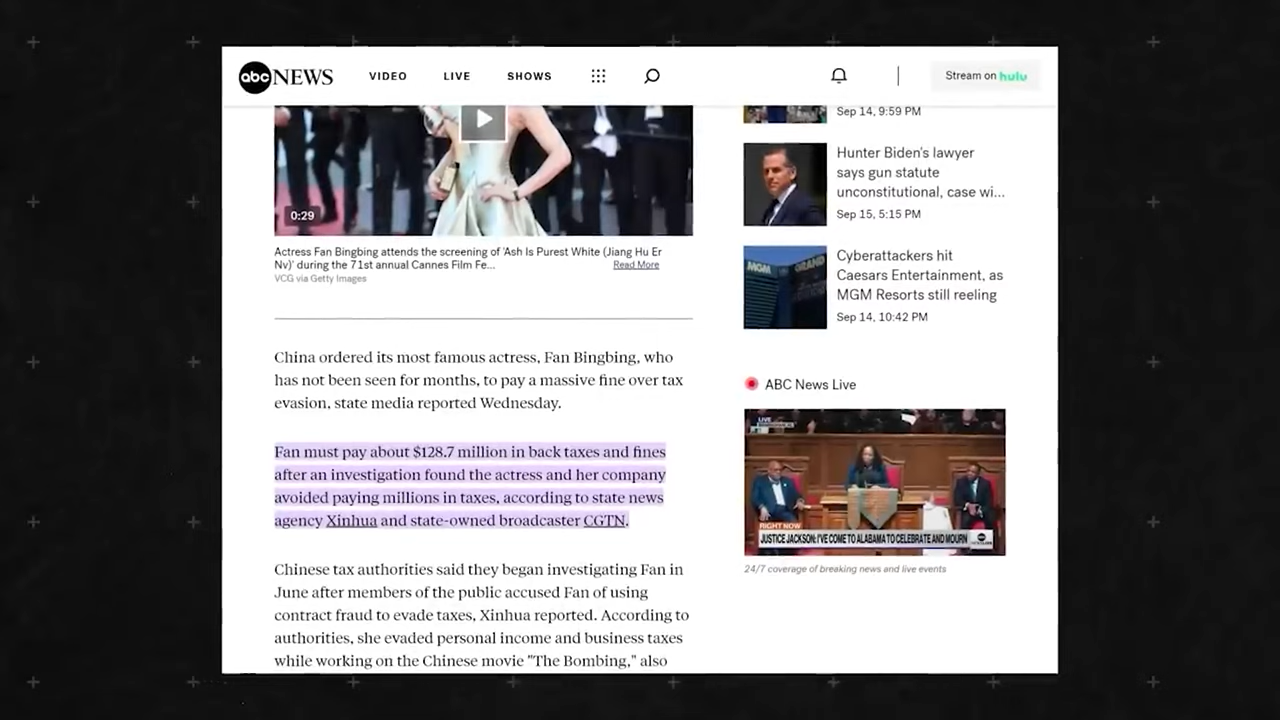 abc NEWS
VIDEO
LIVE
SHOWS
Stream on hulu
0:29
Actress Fan Bingbing attends the screening of 'Ash Is Purest White (Jiang Hu Er
Nv)' during the 71st annual Cannes Film Fe...
Read More
VCG via Getty Images
China ordered its most famous actress, Fan Bingbing, who
has not been seen for months, to pay a massive fine over tax
evasion, state media reported Wednesday.
Fan must pay about $128.7 million in back taxes and fines
after an investigation found the actress and her company
avoided paying millions in taxes, according to state news
agency Xinhua and state-owned broadcaster CGTN.
Chinese tax authorities said they began investigating Fan in
June after members of the public accused Fan of using
contract fraud to evade taxes, Xinhua reported. According to
authorities, she evaded personal income and business taxes
while working on the Chinese movie "The Bombing," also
Sep 14, 9:59 PM
Hunter Biden's lawyer
says gun statute
unconstitutional, case wi...
Sep 15, 5:15 PM
MGM GRAND
Cyberattackers hit
Caesars Entertainment, as
MGM Resorts still reeling
Sep 14, 10:42 PM
ABC News Live
LIVE
RIGHT NOW
JUSTICE JACKSON: I'VE COME TO ALABAMA TO CELEBRATE AND MOURN
24/7 coverage of breaking news and live events